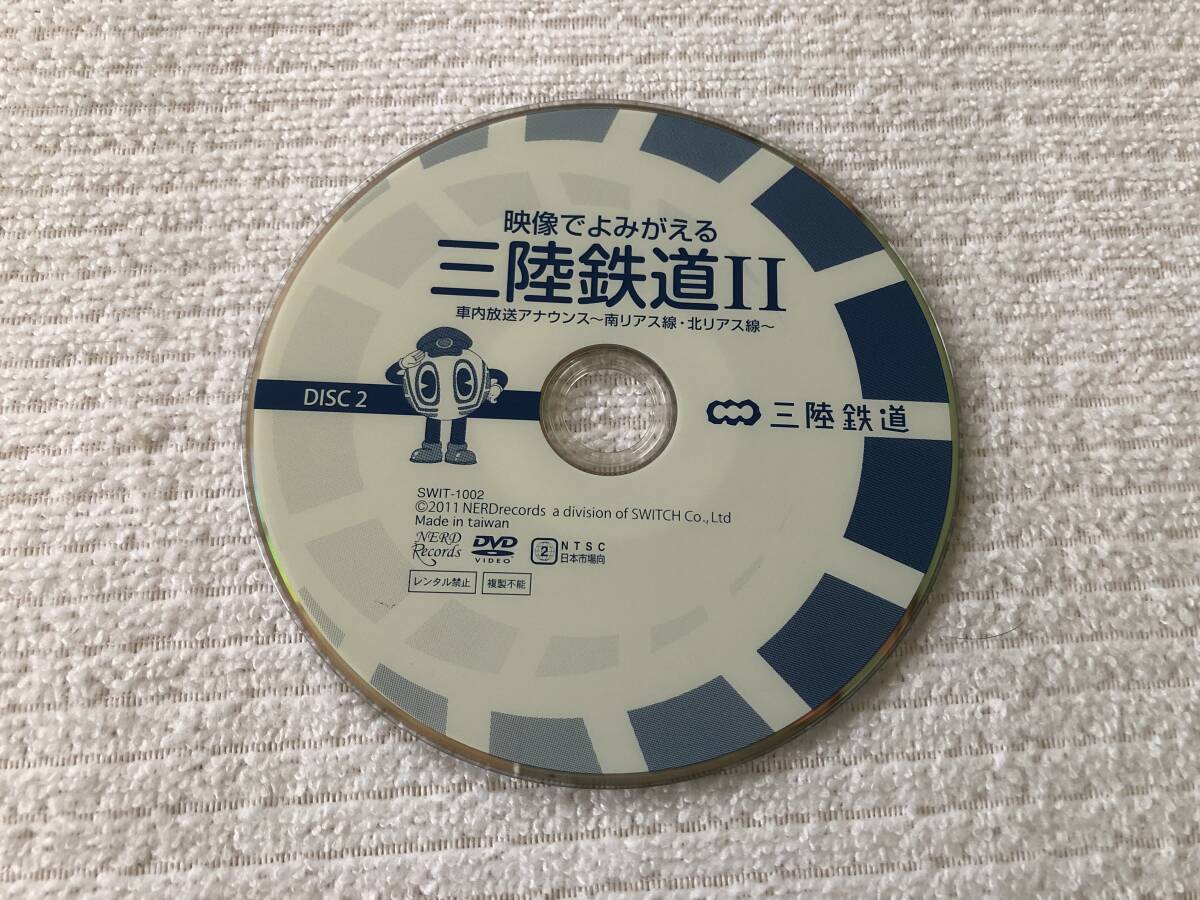 映像でよみがえる
三陸鉄道II
車内放送アナウンス〜南リアス線・北リアス線〜
DISC 2
三陸鉄道
SWIT-1002
©2011 NERDrecords a division of SWITCH Co., Ltd
Made in taiwan
NERD Records
DVD VIDEO
2
NTSC
日本市場向
レンタル禁止
複製不能